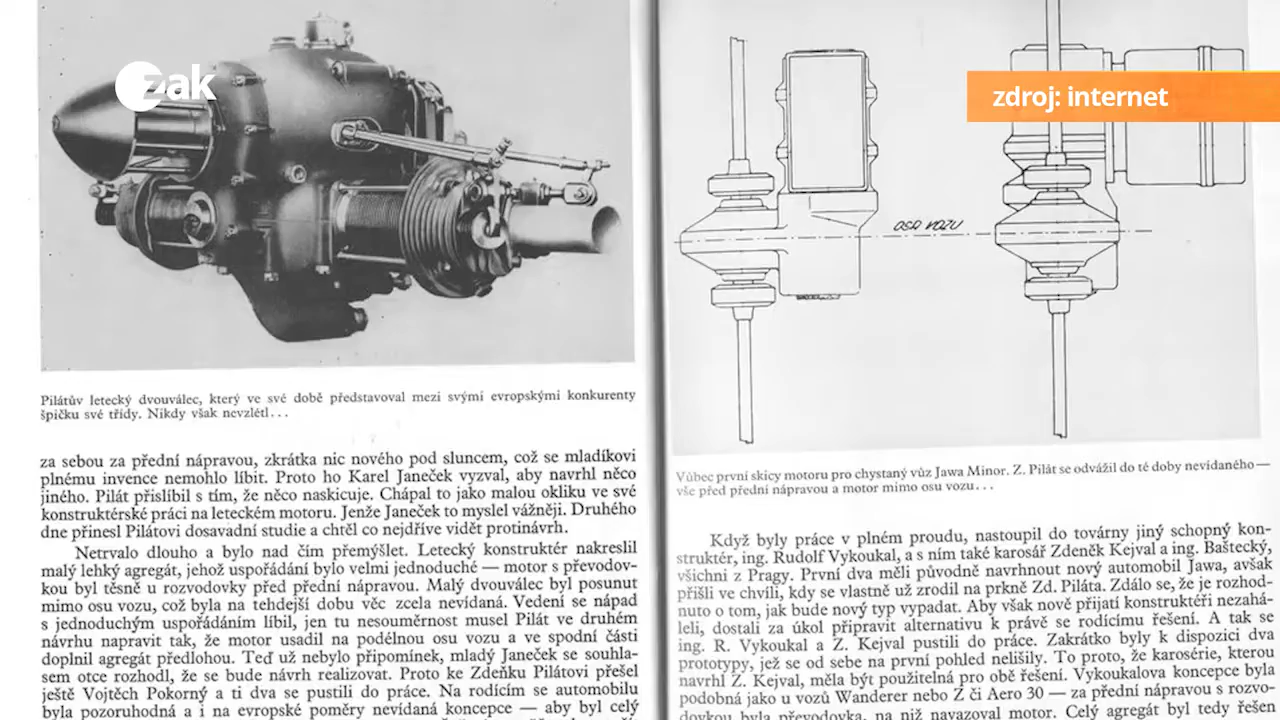 zak
zdroj: internet
Pilátův letecký dvouválec, který ve své době představoval mezi svými evropskými konkurenty
špičku své třídy. Nikdy však nevzlétl...
za sebou za přední nápravou, zkrátka nic nového pod sluncem, což se mladíkovi
plnému invence nemohlo líbit. Proto ho Karel Janeček vyzval, aby navrhl něco
jiného. Pilát přislíbil s tím, že něco naskicuje. Chápal to jako malou okliku ve své
konstruktérské práci na leteckém motoru. Jenže Janeček to myslel vážněji. Druhého
dne přinesl Pilátovi dosavadní studie a chtěl co nejdříve vidět protinávrh.
Netrvalo dlouho a bylo nad čím přemýšlet. Letecký konstruktér nakreslil
malý lehký agregát, jehož uspořádání bylo velmi jednoduché — motor s převodov-
kou byl těsně u rozvodovky před přední nápravou. Malý dvouválec byl posunut
mimo osu vozu, což byla na tehdejší dobu věc zcela nevídaná. Vedení se nápad
s jednoduchým uspořádáním líbil, jen tu nesouměrnost musel Pilát ve druhém
návrhu napravit tak, že motor usadil na podélnou osu vozu a ve spodní části
doplnil agregát předlohou. Teď už nebylo připomínek, mladý Janeček se souhla-
sem otce rozhodl, že se bude návrh realizovat. Proto ke Zdeňku Pilátovi přešel
ještě Vojtěch Pokorný a ti dva se pustili do práce. Na rodícím se automobilu
byla pozoruhodná a i na evropské poměry nevídaná koncepce — aby byl celý
OSA VOZU
Vůbec první skicy motoru pro chystaný vůz Jawa Minor. Z. Pilát se odvážil do té doby nevídaného —
vše před přední nápravou a motor mimo osu vozu...
Když byly práce v plném proudu, nastoupil do továrny jiný schopný kon-
struktér, ing. Rudolf Vykoukal, a s ním také karosář Zdeněk Kejval a ing. Baštecký,
všichni z Pragy. První dva měli původně navrhnout nový automobil Jawa, avšak
přišli ve chvíli, kdy se vlastně už zrodil na prkně Zd. Piláta. Zdálo se, že je rozhod-
nuto o tom, jak bude nový typ vypadat. Aby však nově přijatí konstruktéři nezahá-
leli, dostali za úkol připravit alternativu k právě se rodícímu řešení. A tak se
ing. R. Vykoukal a Z. Kejval pustili do práce. Zakrátko byly k dispozici dva
prototypy, jež se od sebe na první pohled nelišily. To proto, že karosérie, kterou
navrhl Z. Kejval, měla být použitelná pro obě řešení. Vykoukalova koncepce byla
podobná jako u vozů Wanderer nebo Z či Aero 30 — za přední nápravou s rozvo-
dovkou byla převodovka, na niž navazoval motor. Celý agregát byl tedy řešen